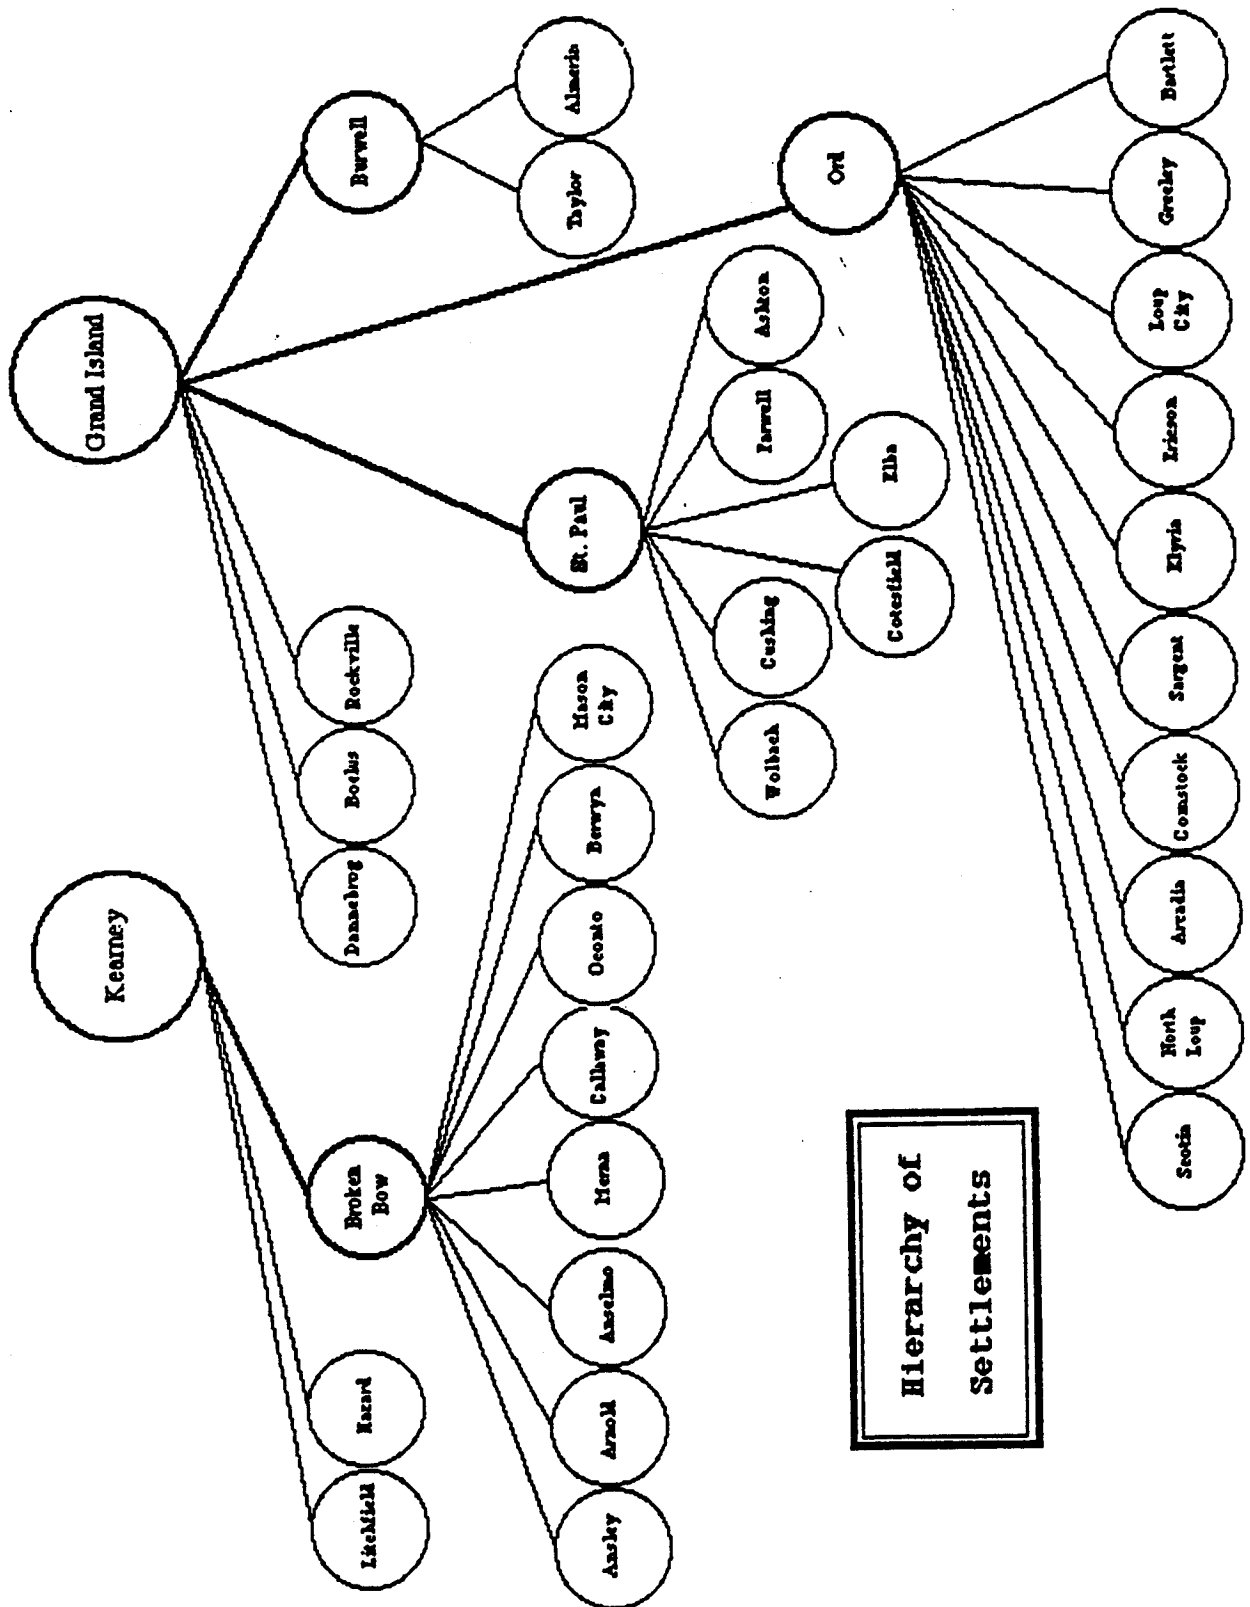 Kearney
Grand Island
Litchfield
Hazard
Broken
Bow
Dannebrog
Boelus
Rockville
Burwell
Ansley
Arnold
Anselmo
Merna
Callaway
Oconto
Berwyn
Mason
City
St. Paul
Taylor
Almeria
Wolbach
Cushing
Farwell
Ashton
Cotesfield
Elba
Ord
Hierarchy of
Settlements
Scotia
North
Loup
Arcadia
Comstock
Sargent
Elyria
Ericson
Loup
City
Greeley
Bartlett